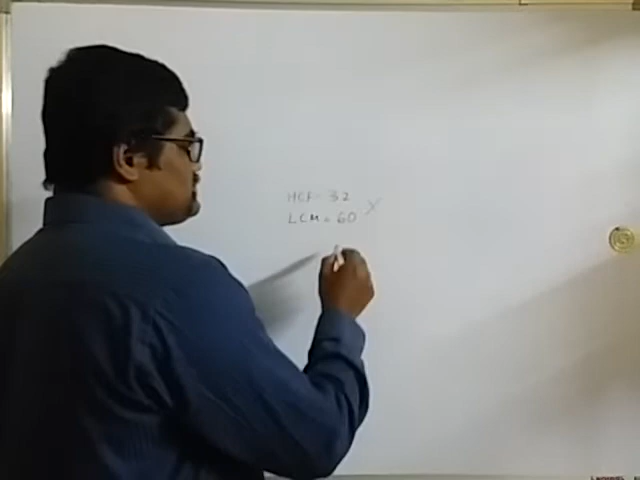 HCF = 32 X
LCM = 60